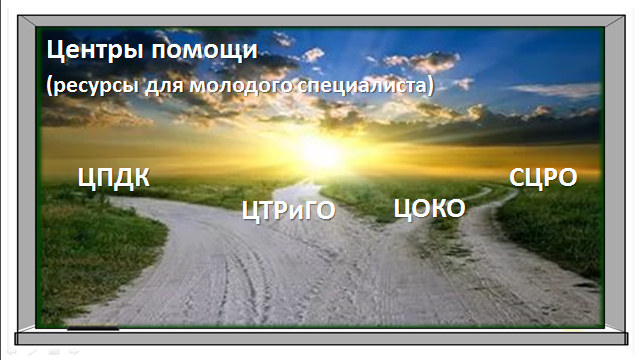 Центры помощи
(ресурсы для молодого специалиста)
ЦПДК
ЦТРиГО
ЦОКО
СЦРО